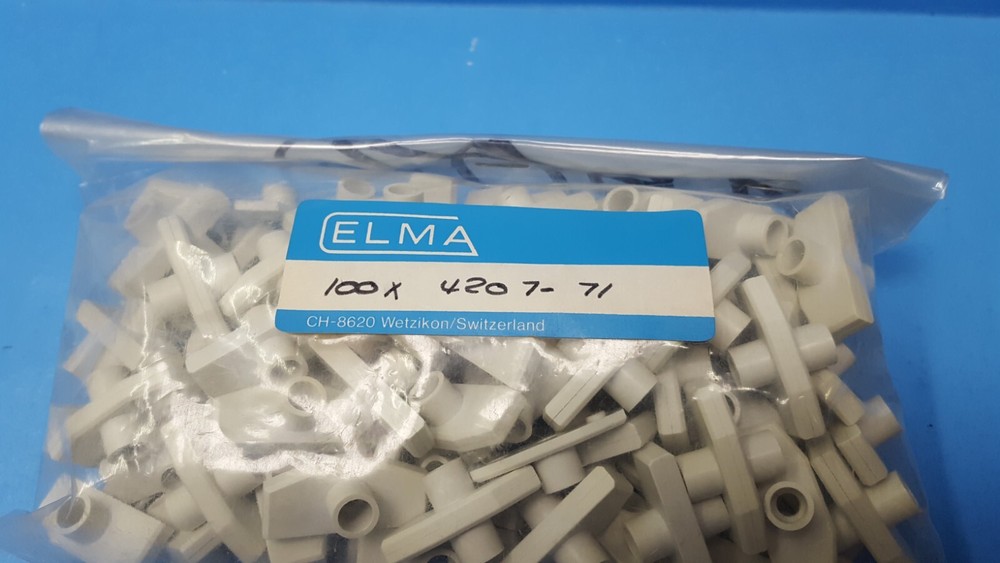 ELMA
100x 4207-71
CH-8620 Wetzikon/Switzerland